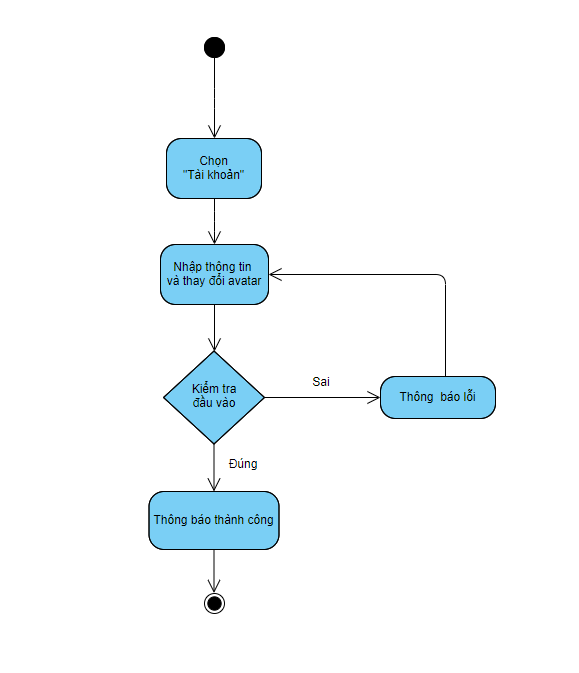 Chọn
"Tài khoản"
Nhập thông tin
và thay đổi avatar
Kiểm tra
đầu vào
Sai
Thông  báo lỗi
Đúng
Thông báo thành công